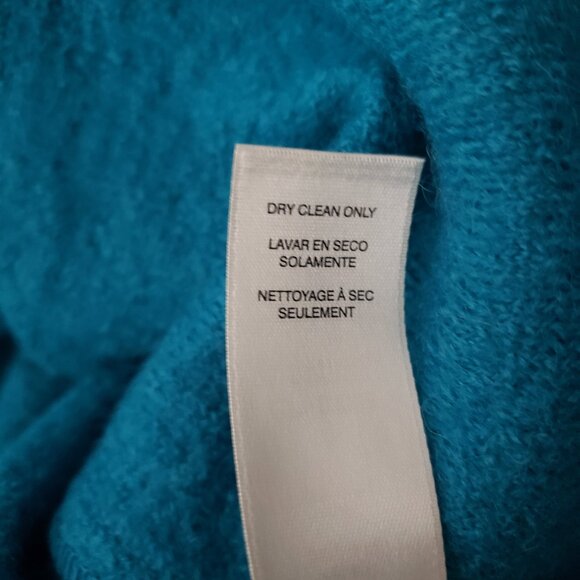 DRY CLEAN ONLY
LAVAR EN SECO
SOLAMENTE
NETTOYAGE À SEC
SEULEMENT